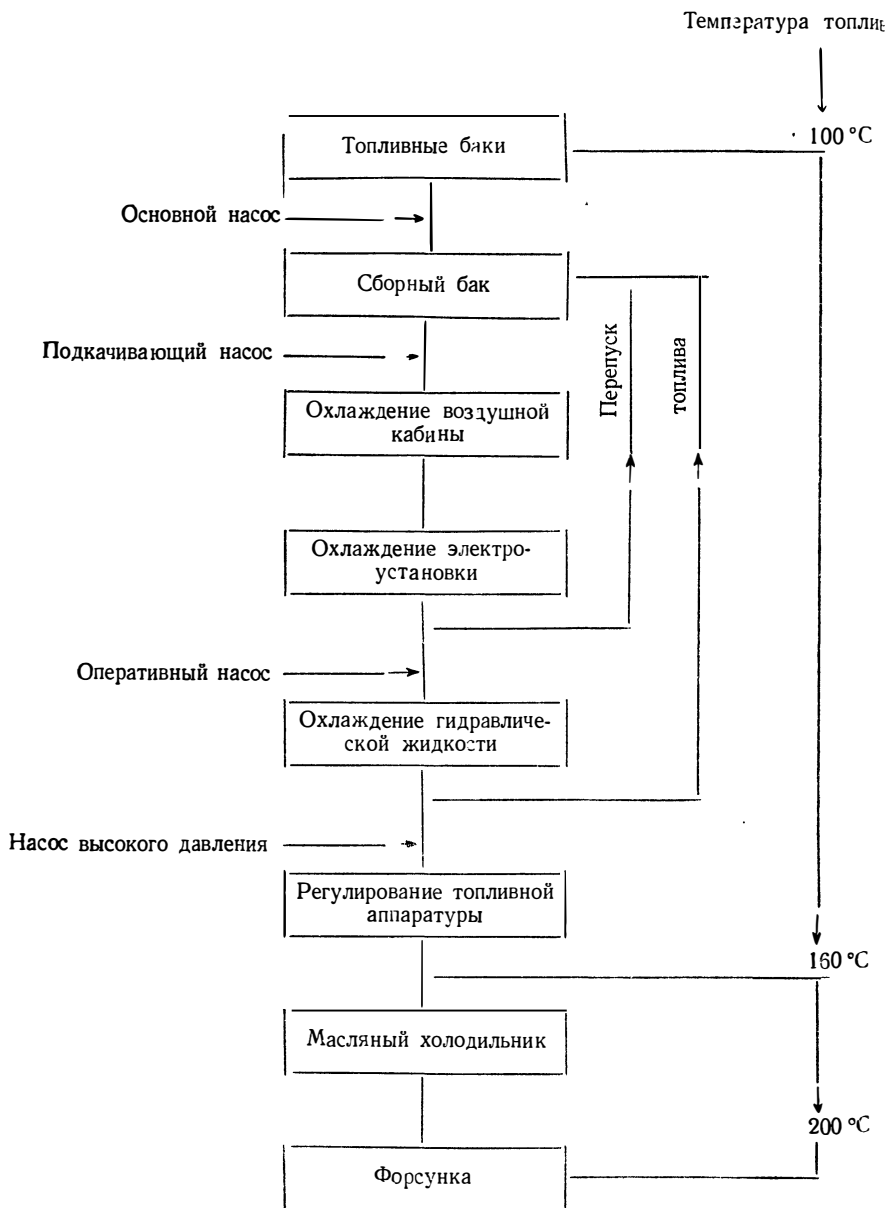 Температура топлив
100 °С
Топливные баки
Основной насос
Сборный бак
Подкачивающий насос
Перепуск
топлива
Охлаждение воздушной
кабины
Охлаждение электро-
установки
Оперативный насос
Охлаждение гидравличе-
ской жидкости
Насос высокого давления
Регулирование топливной
аппаратуры
160 °С
Масляный холодильник
200 °С
Форсунка